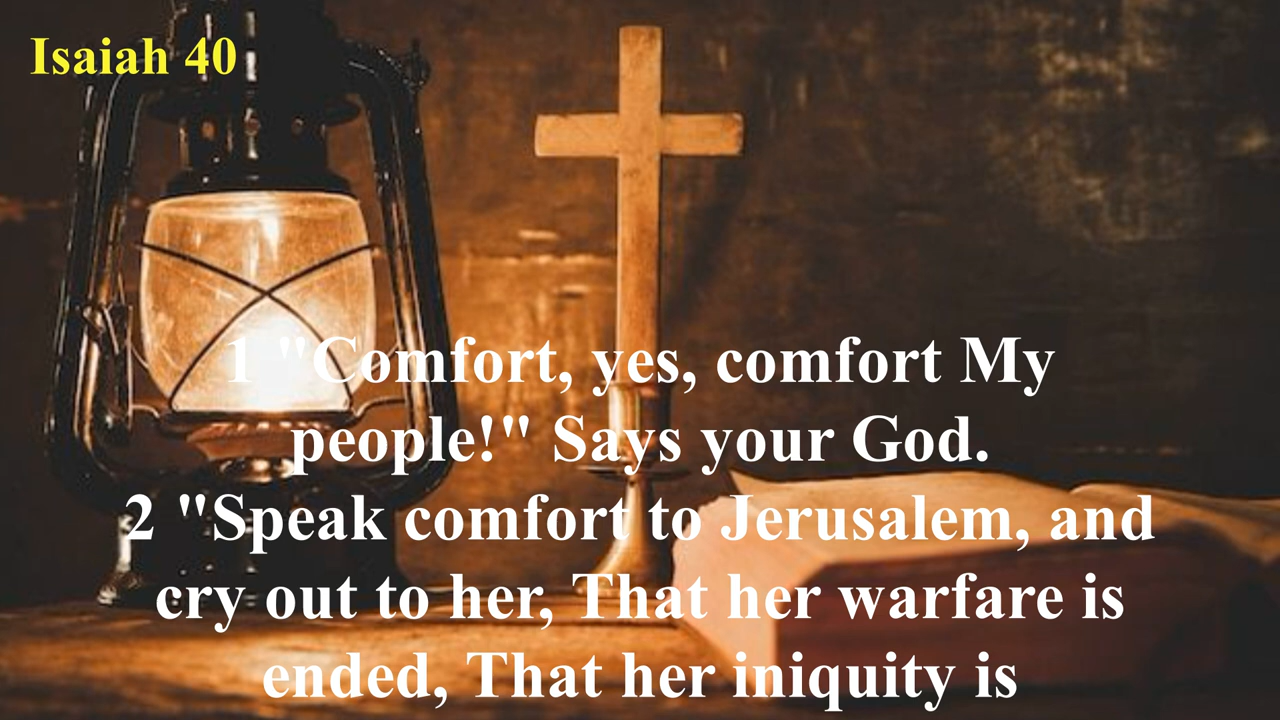 Isaiah 40
1 "Comfort, yes, comfort My
people!" Says your God.
2 "Speak comfort to Jerusalem, and
cry out to her, That her warfare is
ended, That her iniquity is